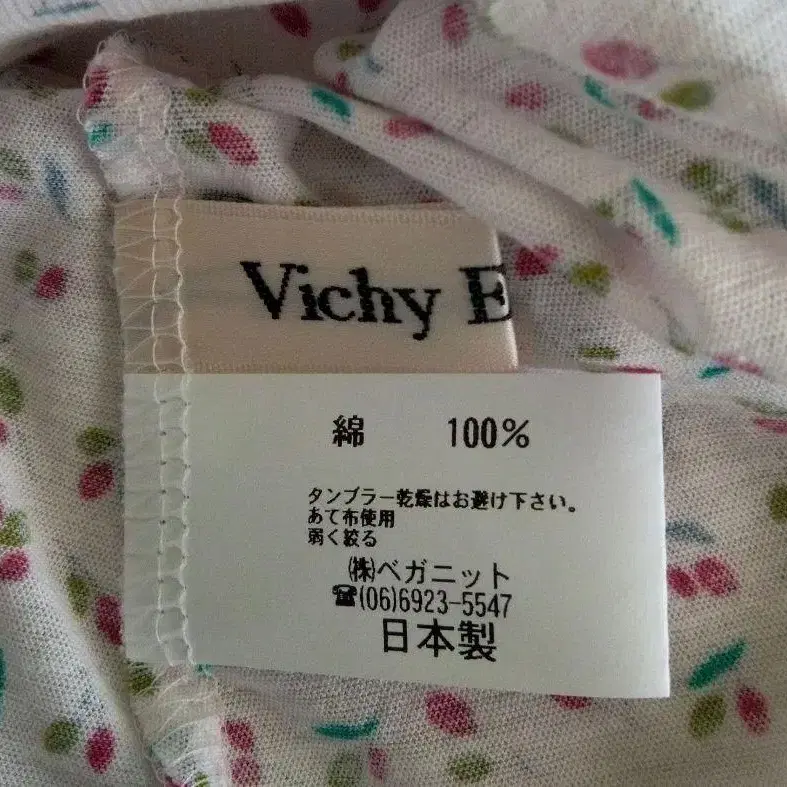 Vichy E
綿 100%
タンブラー乾燥はお避け下さい。
あて布使用
弱く絞る
㈱ベガニット
☎(06)6923-5547
日本製